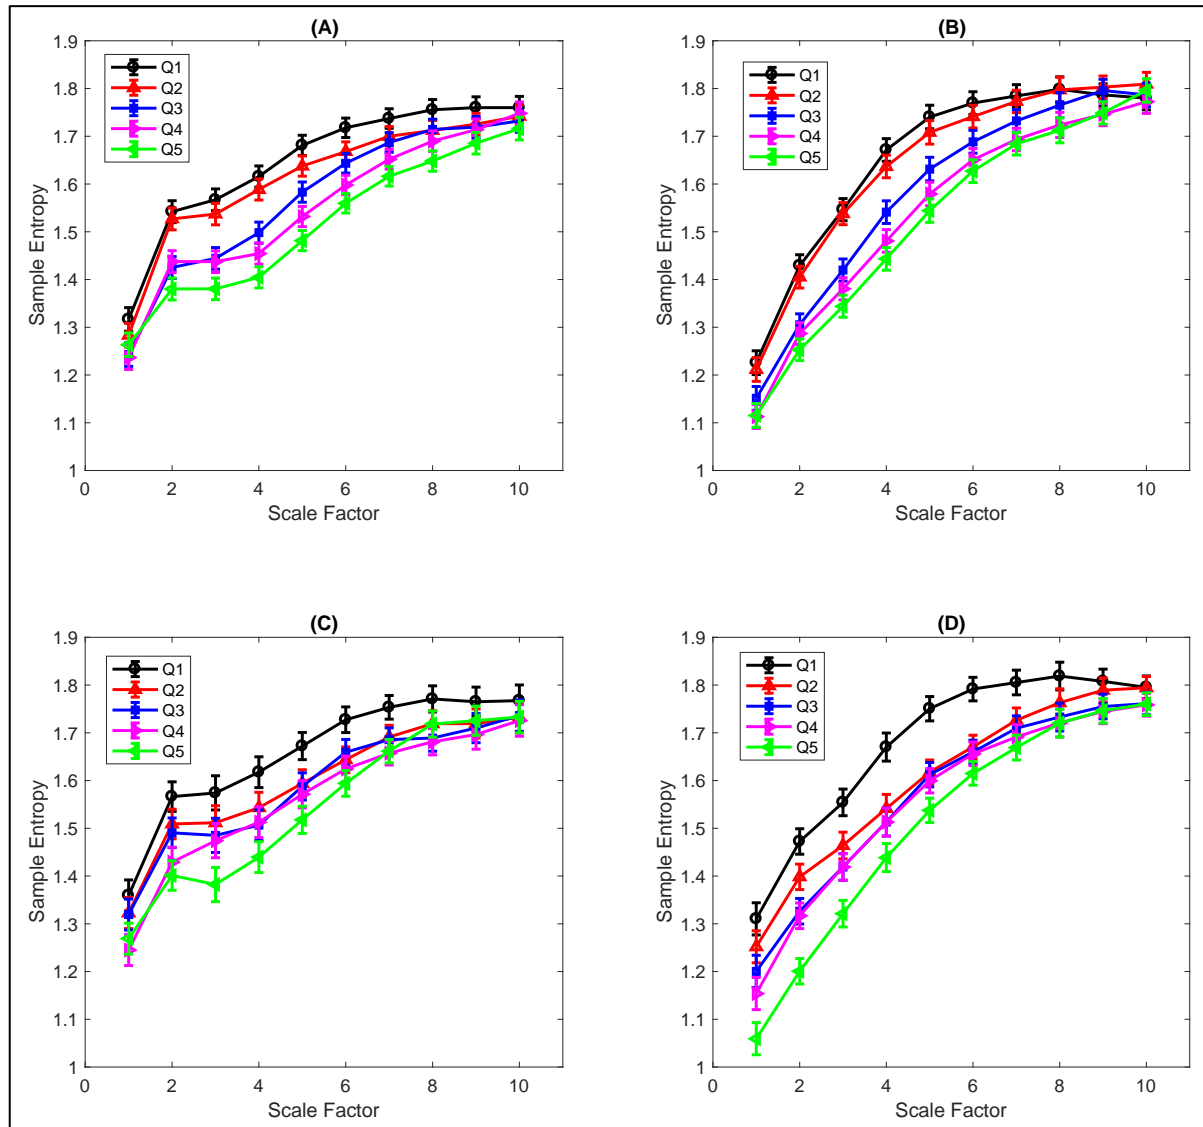 (A)
1.9
1.8
1.7
1.6
1.5
1.4
1.3
1.2
1.1
1
Sample Entropy
Q1
Q2
Q3
Q4
Q5
0 2 4 6 8 10
Scale Factor
(B)
1.9
1.8
1.7
1.6
1.5
1.4
1.3
1.2
1.1
1
Sample Entropy
Q1
Q2
Q3
Q4
Q5
0 2 4 6 8 10
Scale Factor
(C)
1.9
1.8
1.7
1.6
1.5
1.4
1.3
1.2
1.1
1
Sample Entropy
Q1
Q2
Q3
Q4
Q5
0 2 4 6 8 10
Scale Factor
(D)
1.9
1.8
1.7
1.6
1.5
1.4
1.3
1.2
1.1
1
Sample Entropy
Q1
Q2
Q3
Q4
Q5
0 2 4 6 8 10
Scale Factor